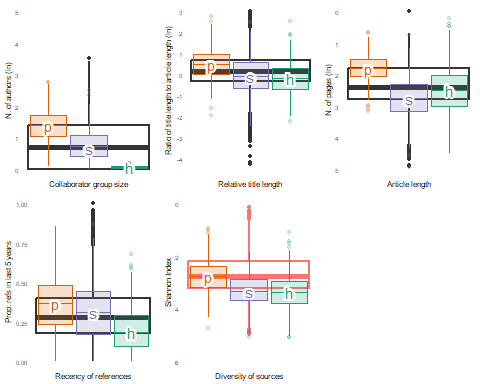 N. of authors (ln)
5
4
3
2
1
0
p
s
h
Collaborator group size
Ratio of title length to article length (ln)
3
2
1
0
-1
-2
-3
-4
p
s
h
Relative title length
N. of pages (ln)
0
1
2
3
4
5
p
s
h
Article length
Prop. refs in last 5 years
1.00
0.75
0.50
0.25
0.00
p
s
h
Recency of references
Shannon Index
0
2
4
6
p
s
h
Diversity of sources